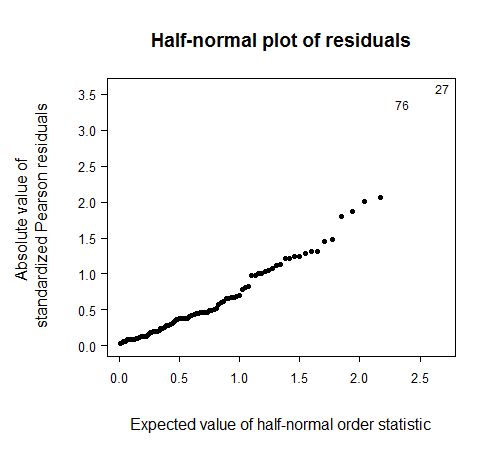 Half-normal plot of residuals
27
76
3.5
3.0
2.5
2.0
1.5
1.0
0.5
0.0
Absolute value of
standardized Pearson residuals
0.0 0.5 1.0 1.5 2.0 2.5
Expected value of half-normal order statistic